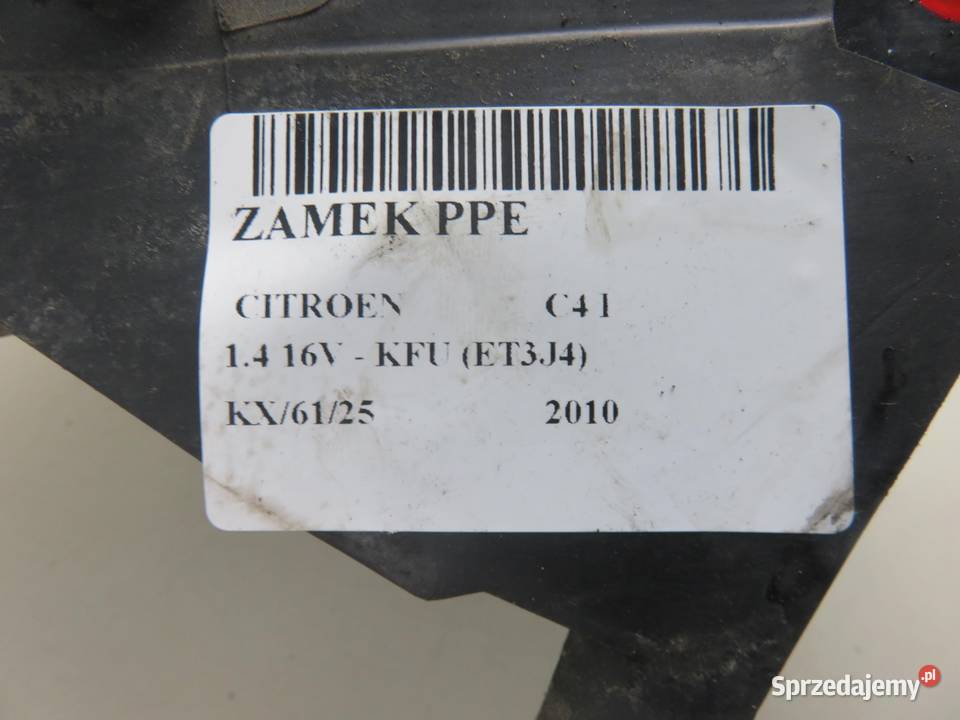 ZAMEK PPE
CITROEN C4 I
1.4 16V - KFU (ET3J4)
KX/61/25 2010
Sprzedajemy.pl